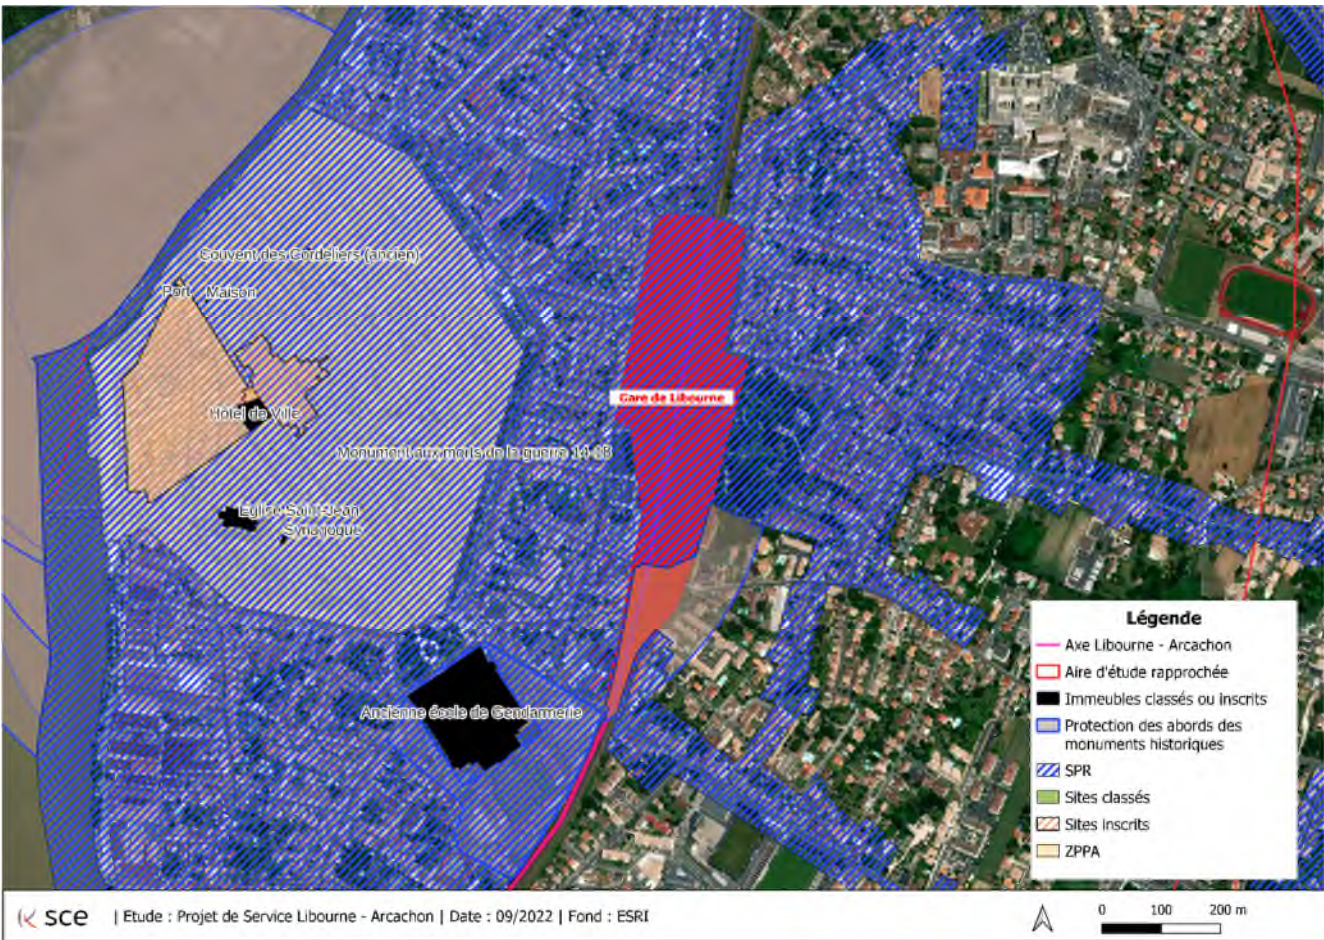 Couvent des Cordeliers (ancien)
Port Maison
Gare de Libourne
Hôtel de Ville
Monument aux morts de la guerre 14-18
Eglise Saint-Jean
Synagogue
Ancienne école de Gendarmerie
Légende
Axe Libourne - Arcachon
Aire d'étude rapprochée
Immeubles classés ou inscrits
Protection des abords des
monuments historiques
SPR
Sites classés
Sites inscrits
ZPPA
sce | Etude : Projet de Service Libourne - Arcachon | Date : 09/2022 | Fond : ESRI
0 100 200 m